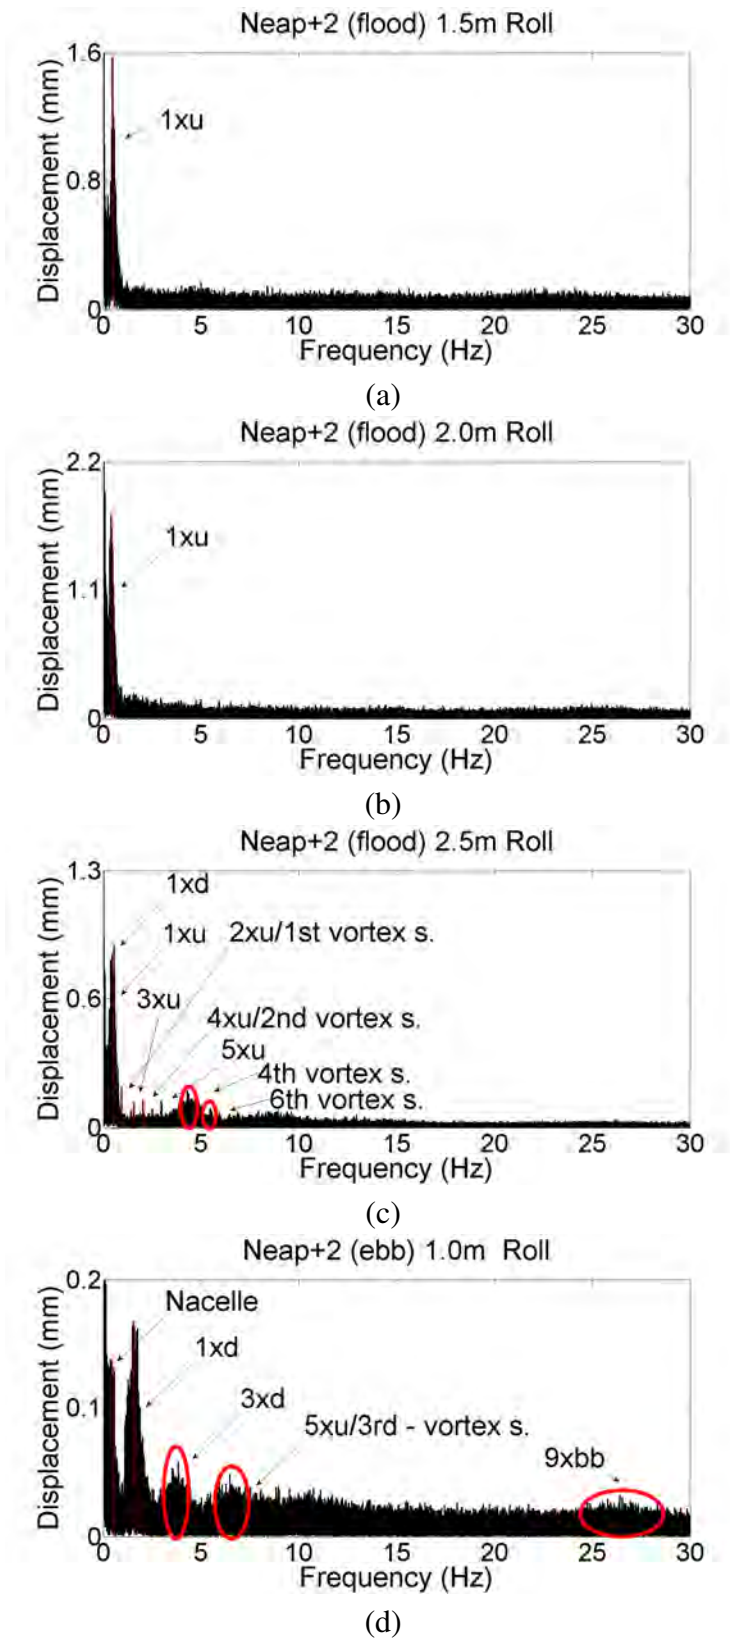 Neap+2 (flood) 1.5m Roll
1.6
1xu
0.8
0
0 5 10 15 20 25 30
Displacement (mm)
Frequency (Hz)
(a)
Neap+2 (flood) 2.0m Roll
2.2
1xu
1.1
0
0 5 10 15 20 25 30
Displacement (mm)
Frequency (Hz)
(b)
Neap+2 (flood) 2.5m Roll
1.3
1xd
1xu
2xu/1st vortex s.
3xu
0.6
4xu/2nd vortex s.
5xu
4th vortex s.
6th vortex s.
0
0 5 10 15 20 25 30
Displacement (mm)
Frequency (Hz)
(c)
Neap+2 (ebb) 1.0m Roll
0.2
Nacelle
1xd
3xd
5xu/3rd - vortex s.
9xbb
0.1
0
0 5 10 15 20 25 30
Displacement (mm)
Frequency (Hz)
(d)